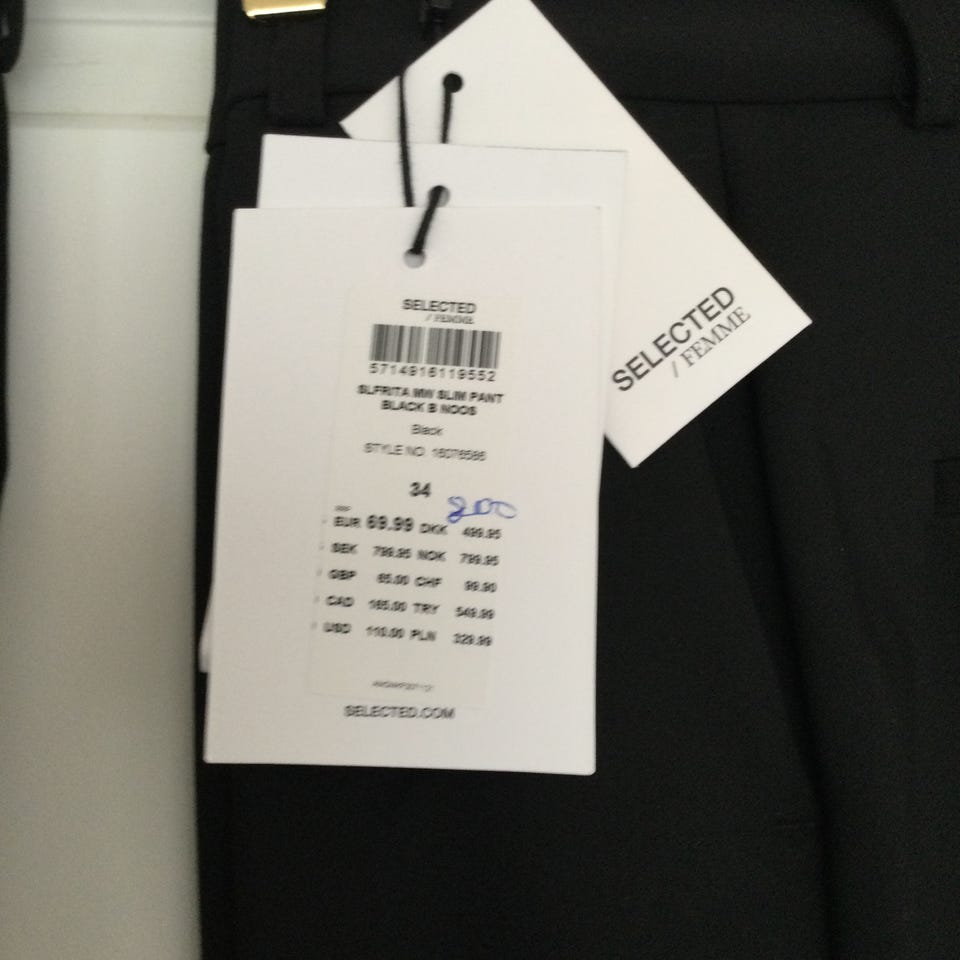 SELECTED
/ FEMME
SELECTED
/ FEMME
5714916119552
SLFRITA MW SLIM PANT
BLACK B NOOS
Black
STYLE NO. 16076586
34
800
EUR 69.99 DKK 499.95
SEK 799.95 NOK 799.95
GBP 65.00 CHF 99.90
CAD 165.00 TRY 549.99
USD 110.00 PLN 329.99
SELECTED.COM